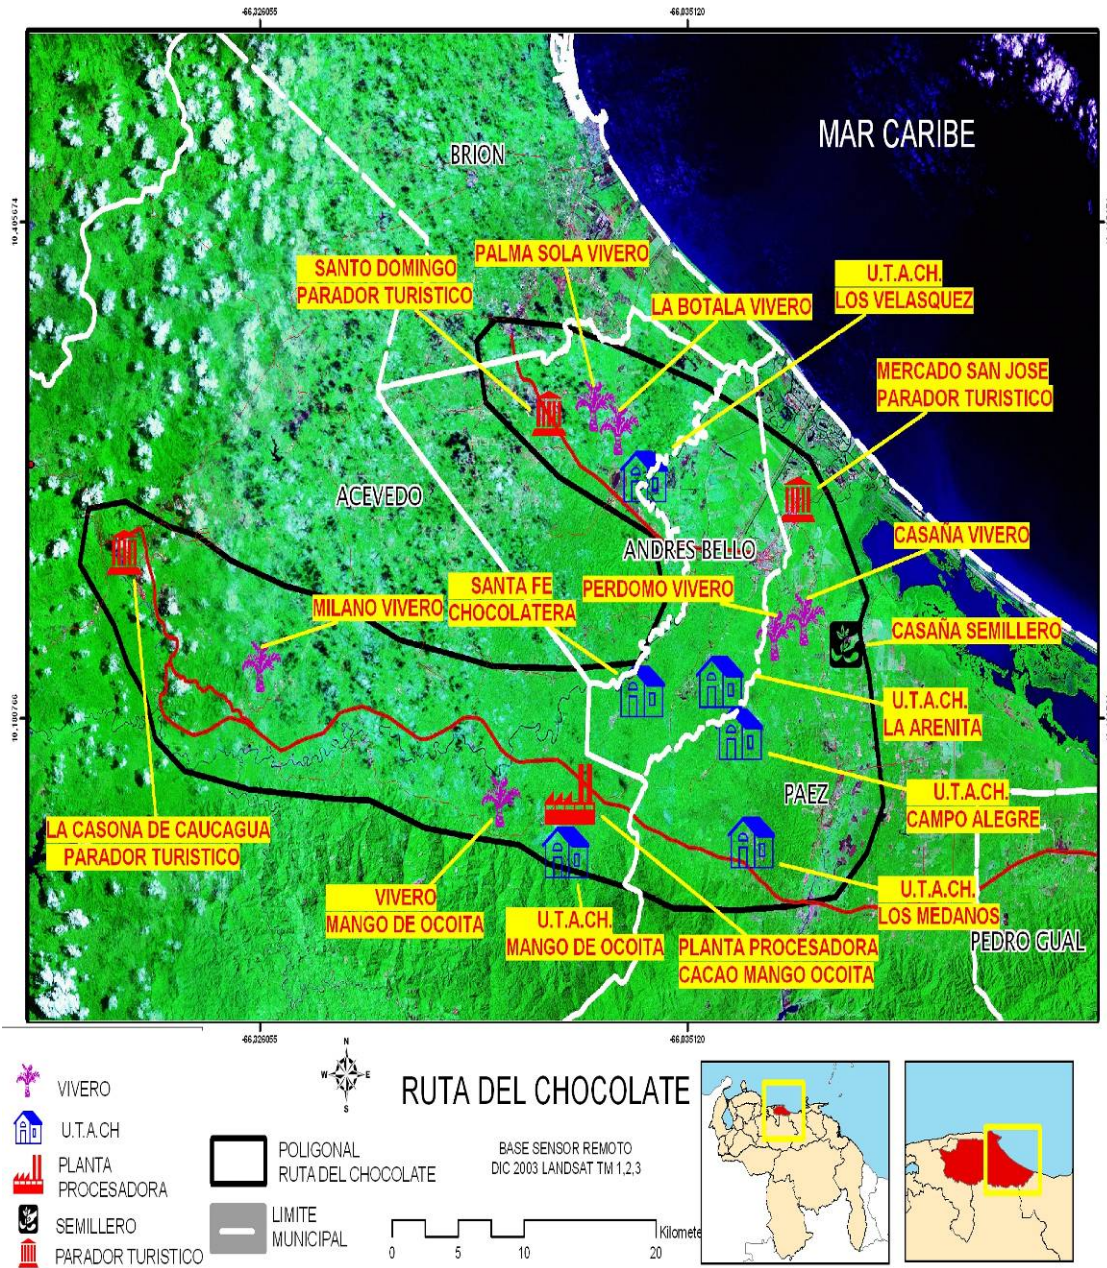 -66,326055
-66,035120
MAR CARIBE
BRION
10,405674
SANTO DOMINGO
PARADOR TURISTICO
PALMA SOLA VIVERO
U.T.A.CH.
LOS VELASQUEZ
LA BOTALA VIVERO
MERCADO SAN JOSE
PARADOR TURISTICO
ACEVEDO
ANDRES BELLO
CASAÑA VIVERO
SANTA FE
CHOCOLATERA
PERDOMO VIVERO
MILANO VIVERO
CASAÑA SEMILLERO
10,100766
U.T.A.CH.
LA ARENITA
PAEZ
U.T.A.CH.
CAMPO ALEGRE
LA CASONA DE CAUCAGUA
PARADOR TURISTICO
VIVERO
MANGO DE OCOITA
U.T.A.CH.
MANGO DE OCOITA
PLANTA PROCESADORA
CACAO MANGO OCOITA
U.T.A.CH.
LOS MEDANOS
PEDRO GUAL
-66,326055
-66,035120
VIVERO
U.T.A.CH
PLANTA
PROCESADORA
SEMILLERO
PARADOR TURISTICO
N
W
E
S
RUTA DEL CHOCOLATE
POLIGONAL
RUTA DEL CHOCOLATE
LIMITE
MUNICIPAL
BASE SENSOR REMOTO
DIC 2003 LANDSAT TM 1,2,3
Kilomete
0 5 10 20